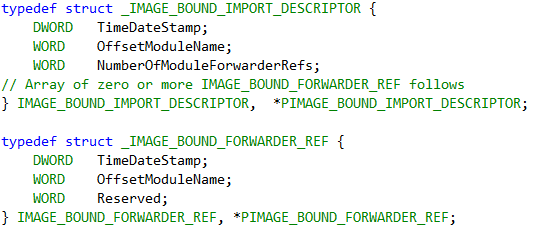 typedef struct _IMAGE_BOUND_IMPORT_DESCRIPTOR {
    DWORD   TimeDateStamp;
    WORD    OffsetModuleName;
    WORD    NumberOfModuleForwarderRefs;
// Array of zero or more IMAGE_BOUND_FORWARDER_REF follows
} IMAGE_BOUND_IMPORT_DESCRIPTOR,  *PIMAGE_BOUND_IMPORT_DESCRIPTOR;

typedef struct _IMAGE_BOUND_FORWARDER_REF {
    DWORD   TimeDateStamp;
    WORD    OffsetModuleName;
    WORD    Reserved;
} IMAGE_BOUND_FORWARDER_REF, *PIMAGE_BOUND_FORWARDER_REF;